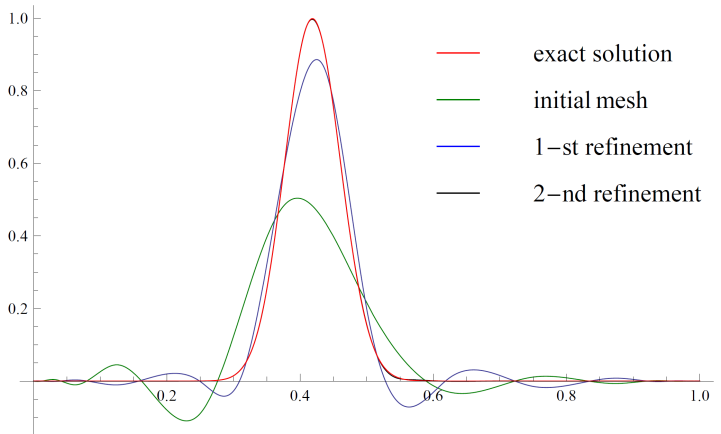 1.0
exact solution
0.8
initial mesh
1−st refinement
0.6
2−nd refinement
0.4
0.2
0.2 0.4 0.6 0.8 1.0